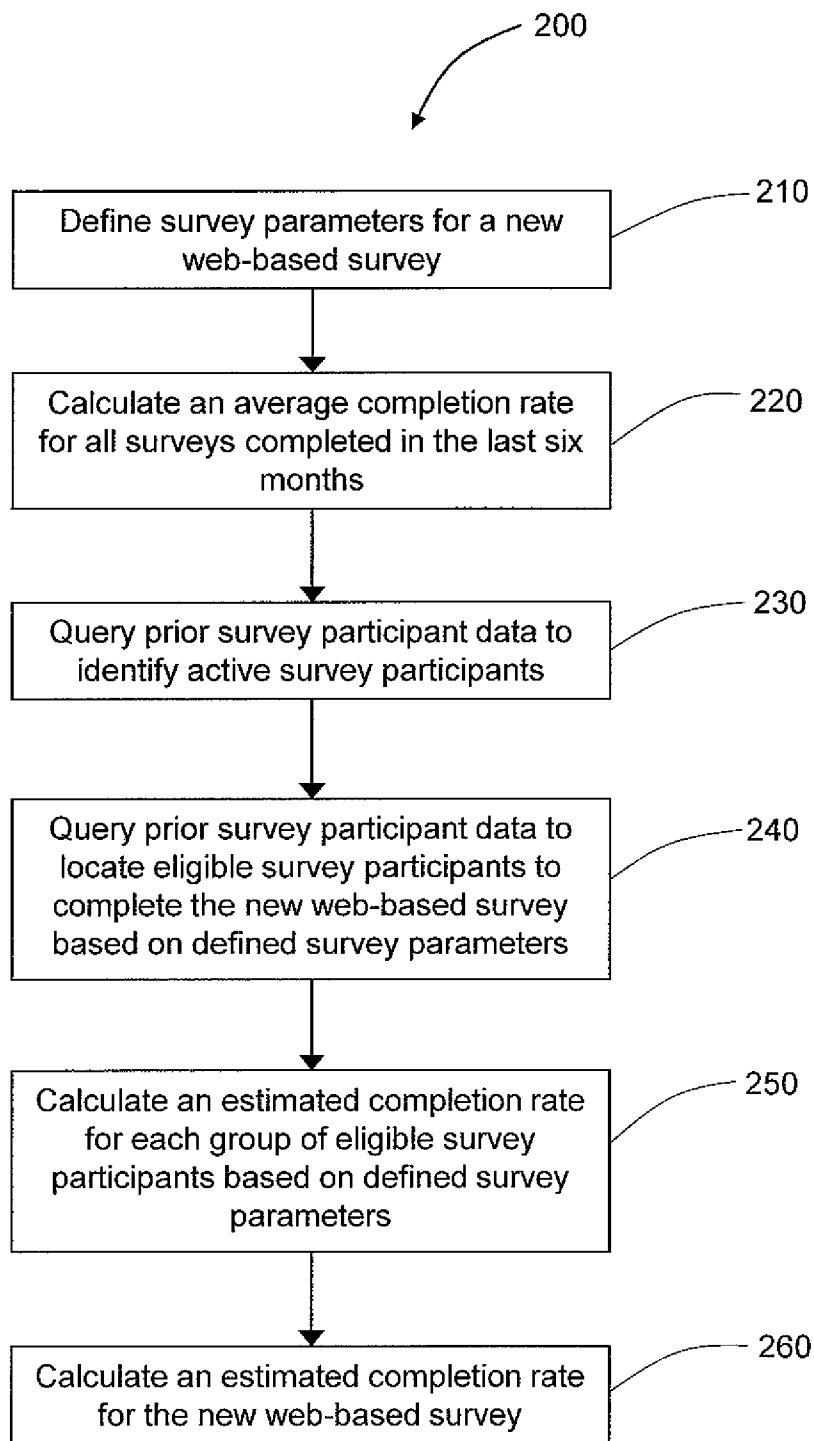 200
210
Define survey parameters for a new
web-based survey
220
Calculate an average completion rate
for all surveys completed in the last six
months
230
Query prior survey participant data to
identify active survey participants
240
Query prior survey participant data to
locate eligible survey participants to
complete the new web-based survey
based on defined survey parameters
250
Calculate an estimated completion rate
for each group of eligible survey
participants based on defined survey
parameters
260
Calculate an estimated completion rate
for the new web-based survey